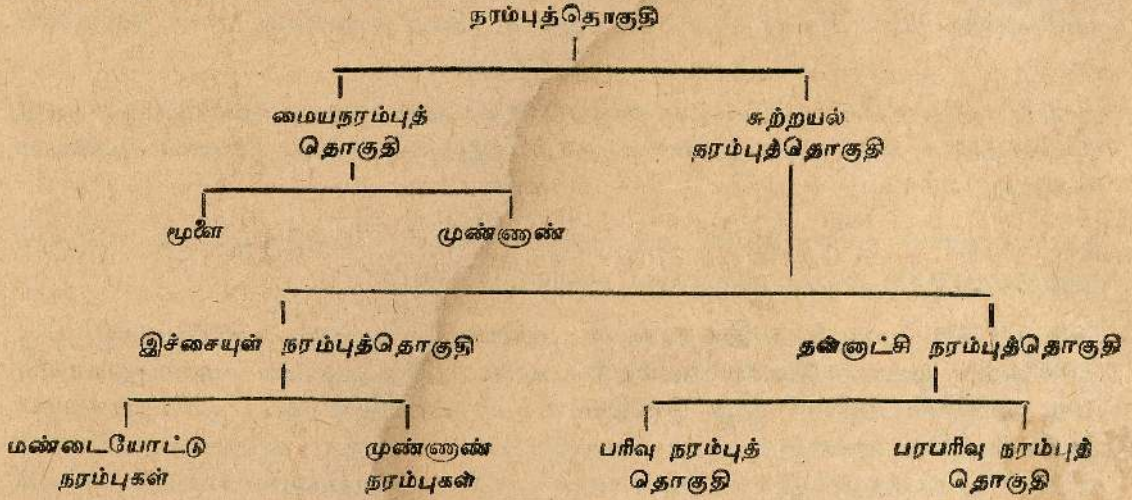 நரம்புத்தொகுதி
மையநரம்புத்
தொகுதி
சுற்றயல்
நரம்புத்தொகுதி
மூளை
முண்ணாண்
இச்சையுள் நரம்புத்தொகுதி
தன்னாட்சி நரம்புத்தொகுதி
மண்டையோட்டு
நரம்புகள்
முண்ணாண்
நரம்புகள்
பரிவு நரம்புத்
தொகுதி
பரபரிவு நரம்புத்
தொகுதி